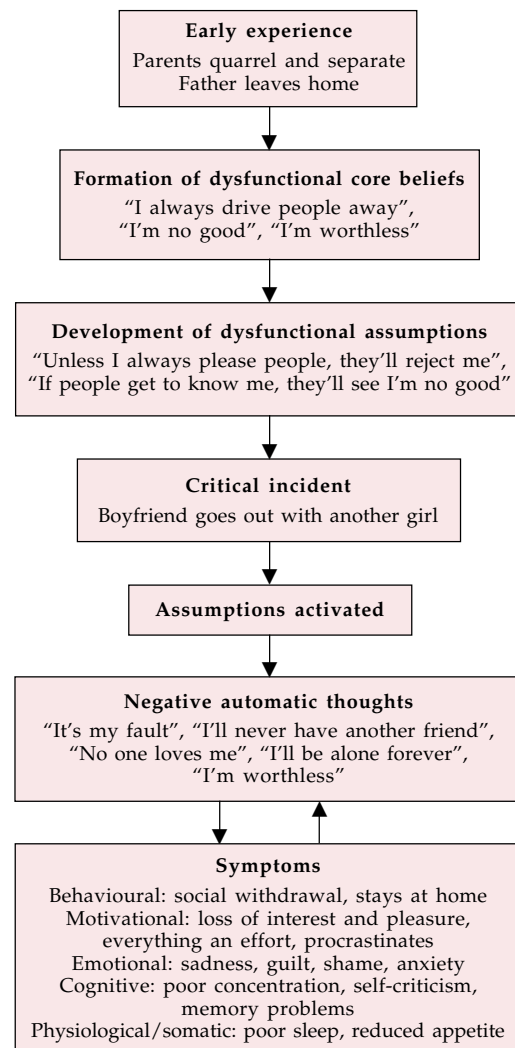 Early experience
Parents quarrel and separate
Father leaves home
Formation of dysfunctional core beliefs
“I always drive people away”,
“I'm no good”, “I'm worthless”
Development of dysfunctional assumptions
“Unless I always please people, they'll reject me”,
“If people get to know me, they'll see I'm no good”
Critical incident
Boyfriend goes out with another girl
Assumptions activated
Negative automatic thoughts
“It's my fault”, “I'll never have another friend”,
“No one loves me”, “I'll be alone forever”,
“I'm worthless”
Symptoms
Behavioural: social withdrawal, stays at home
Motivational: loss of interest and pleasure,
everything an effort, procrastinates
Emotional: sadness, guilt, shame, anxiety
Cognitive: poor concentration, self-criticism,
memory problems
Physiological/somatic: poor sleep, reduced appetite